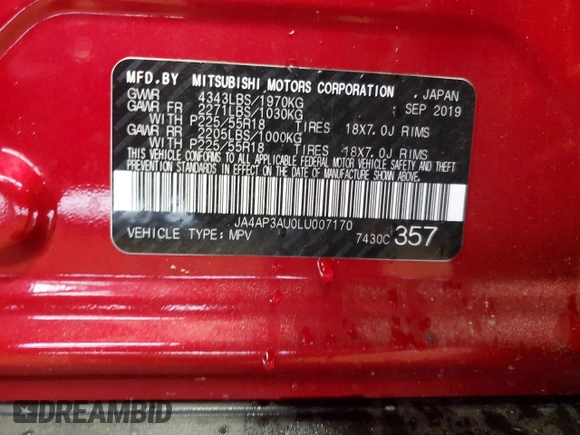 MFD.BY MITSUBISHI MOTORS CORPORATION , JAPAN
GVWR 4343LBS/1970KG SEP 2019
GAWR FR 2271LBS/1030KG
WITH P225/55R18 TIRES 18X7.0J RIMS
GAWR RR 2205LBS/1000KG
WITH P225/55R18 TIRES 18X7.0J RIMS
THIS VEHICLE CONFORMS TO ALL APPLICABLE FEDERAL MOTOR VEHICLE SAFETY AND THEFT
PREVENTION STANDARDS IN EFFECT ON THE DATE OF MANUFACTURE SHOWN ABOVE.
JA4AP3AU0LU007170
VEHICLE TYPE: MPV 7430C 357
DREAMBID